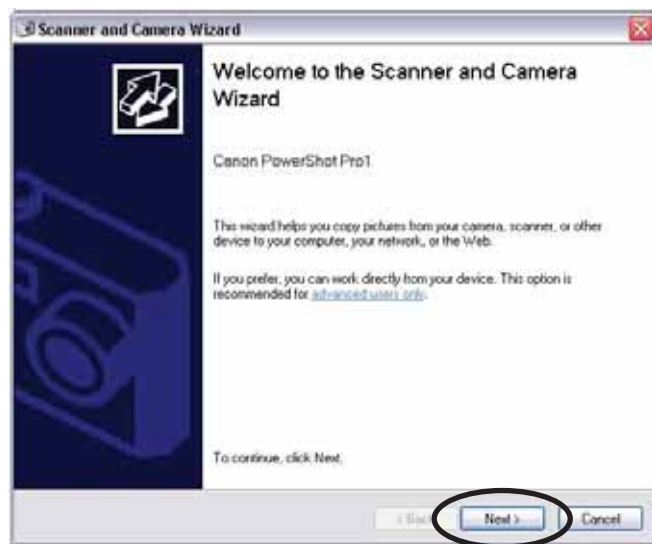 Scanner and Camera Wizard
Welcome to the Scanner and Camera
Wizard
Canon PowerShot Pro1
This wizard helps you copy pictures from your camera, scanner, or other
device to your computer, your network, or the Web.
If you prefer, you can work directly from your device. This option is
recommended for advanced users only.
To continue, click Next.
< Back Next > Cancel